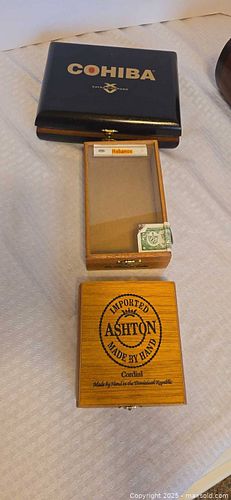 COHIBA
Habanos
IMPORTED
ASHTON
MADE BY HAND
Cordial
Made by Hand in the Dominican Republic
Copyright 2025 - maxsold.com